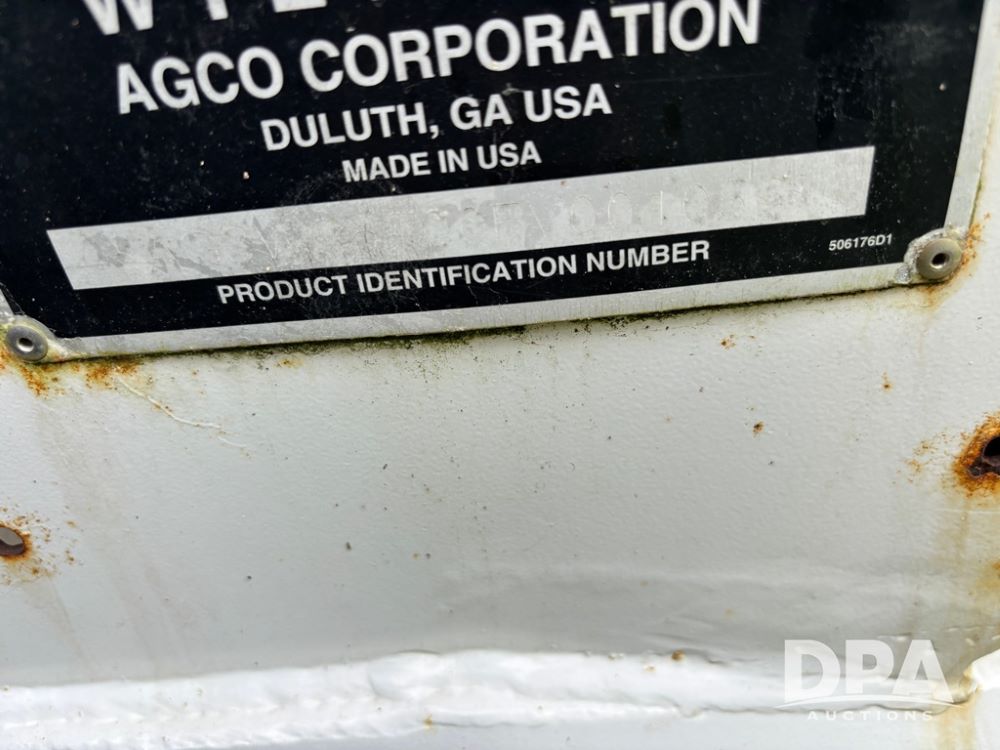 AGCO CORPORATION
DULUTH, GA USA
MADE IN USA
PRODUCT IDENTIFICATION NUMBER
506176D1
DPA
AUCTIONS